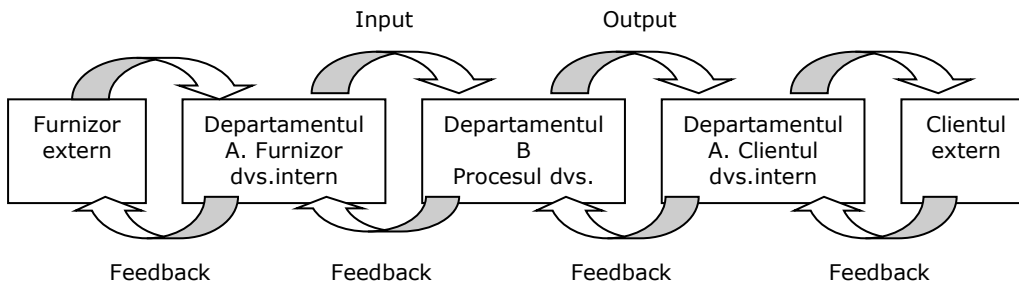 Input
Output
Furnizor
extern
Departamentul
A. Furnizor
dvs.intern
Departamentul
B
Procesul dvs.
Departamentul
A. Clientul
dvs.intern
Clientul
extern
Feedback
Feedback
Feedback
Feedback